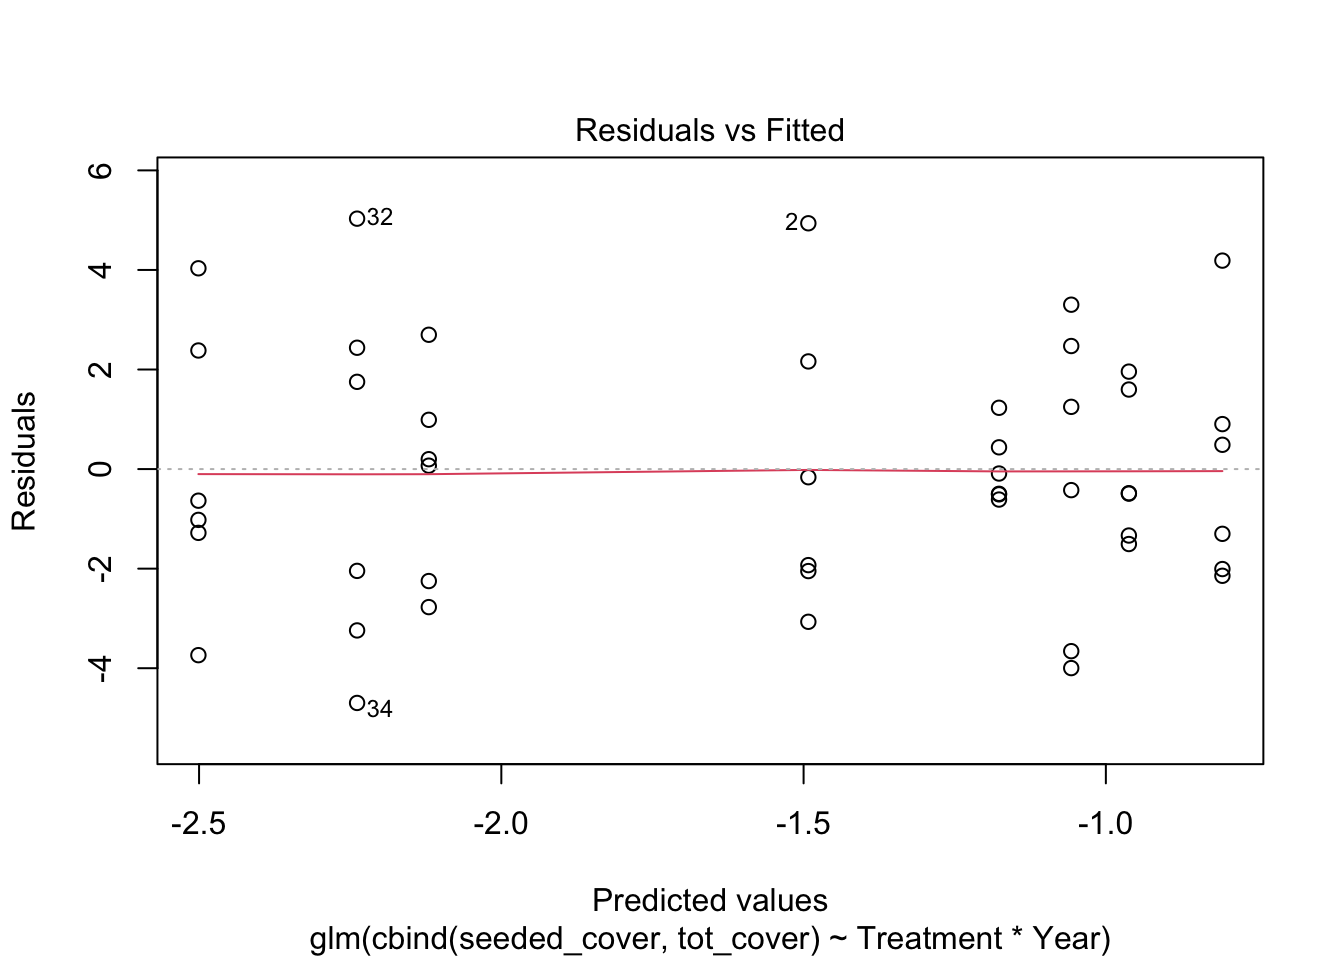 Residuals vs Fitted
6
4
2
0
-2
-4
Residuals
32
2
34
-2.5 -2.0 -1.5 -1.0
Predicted values
glm(cbind(seeded_cover, tot_cover) ~ Treatment * Year)